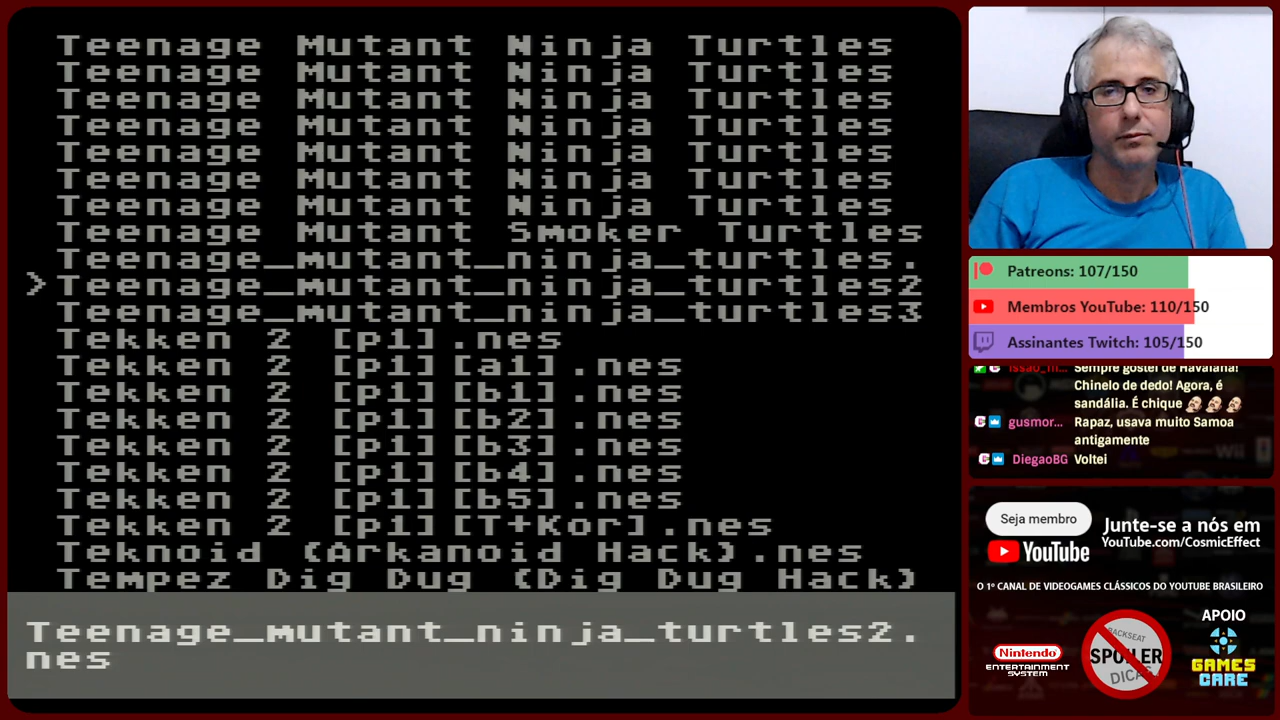 Teenage Mutant Ninja Turtles
Teenage Mutant Ninja Turtles
Teenage Mutant Ninja Turtles
Teenage Mutant Ninja Turtles
Teenage Mutant Ninja Turtles
Teenage Mutant Ninja Turtles
Teenage Mutant Ninja Turtles
Teenage Mutant Smoker Turtles
Teenage_mutant_ninja_turtles.
>Teenage_mutant_ninja_turtles2
Teenage_mutant_ninja_turtles3
Tekken 2 [p1].nes
Tekken 2 [p1][a1].nes
Tekken 2 [p1][b1].nes
Tekken 2 [p1][b2].nes
Tekken 2 [p1][b3].nes
Tekken 2 [p1][b4].nes
Tekken 2 [p1][b5].nes
Tekken 2 [p1][T+Kor].nes
Teknoid (Arkanoid Hack).nes
Tempez Dig Dug (Dig Dug Hack)
Teenage_mutant_ninja_turtles2.
nes
Patreons: 107/150
Membros YouTube: 110/150
Assinantes Twitch: 105/150
Sempre gostei de Havaiana!
Chinelo de dedo! Agora, é
sandália. É chique
gusmor... Rapaz, usava muito Samoa
antigamente
DiegaoBG Voltei
Seja membro
YouTube
Junte-se a nós em
YouTube.com/CosmicEffect
O 1º CANAL DE VIDEOGAMES CLÁSSICOS DO YOUTUBE BRASILEIRO
Nintendo
ENTERTAINMENT
SYSTEM
BACKSEAT
SPOILER
DICAS
APOIO
GAMES
CARE